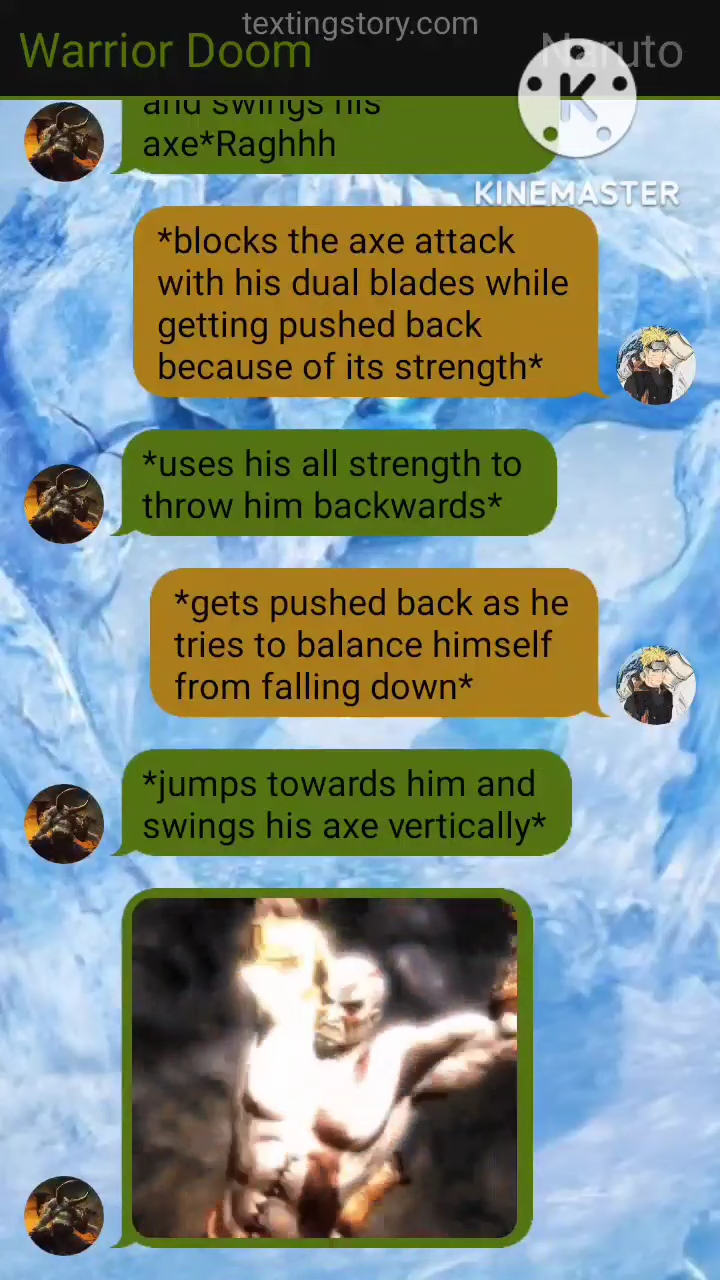 textingstory.com
Warrior Doom
Naruto
K
KINEMASTER
and swings his
axe*Raghhh
*blocks the axe attack
with his dual blades while
getting pushed back
because of its strength*
*uses his all strength to
throw him backwards*
*gets pushed back as he
tries to balance himself
from falling down*
*jumps towards him and
swings his axe vertically*